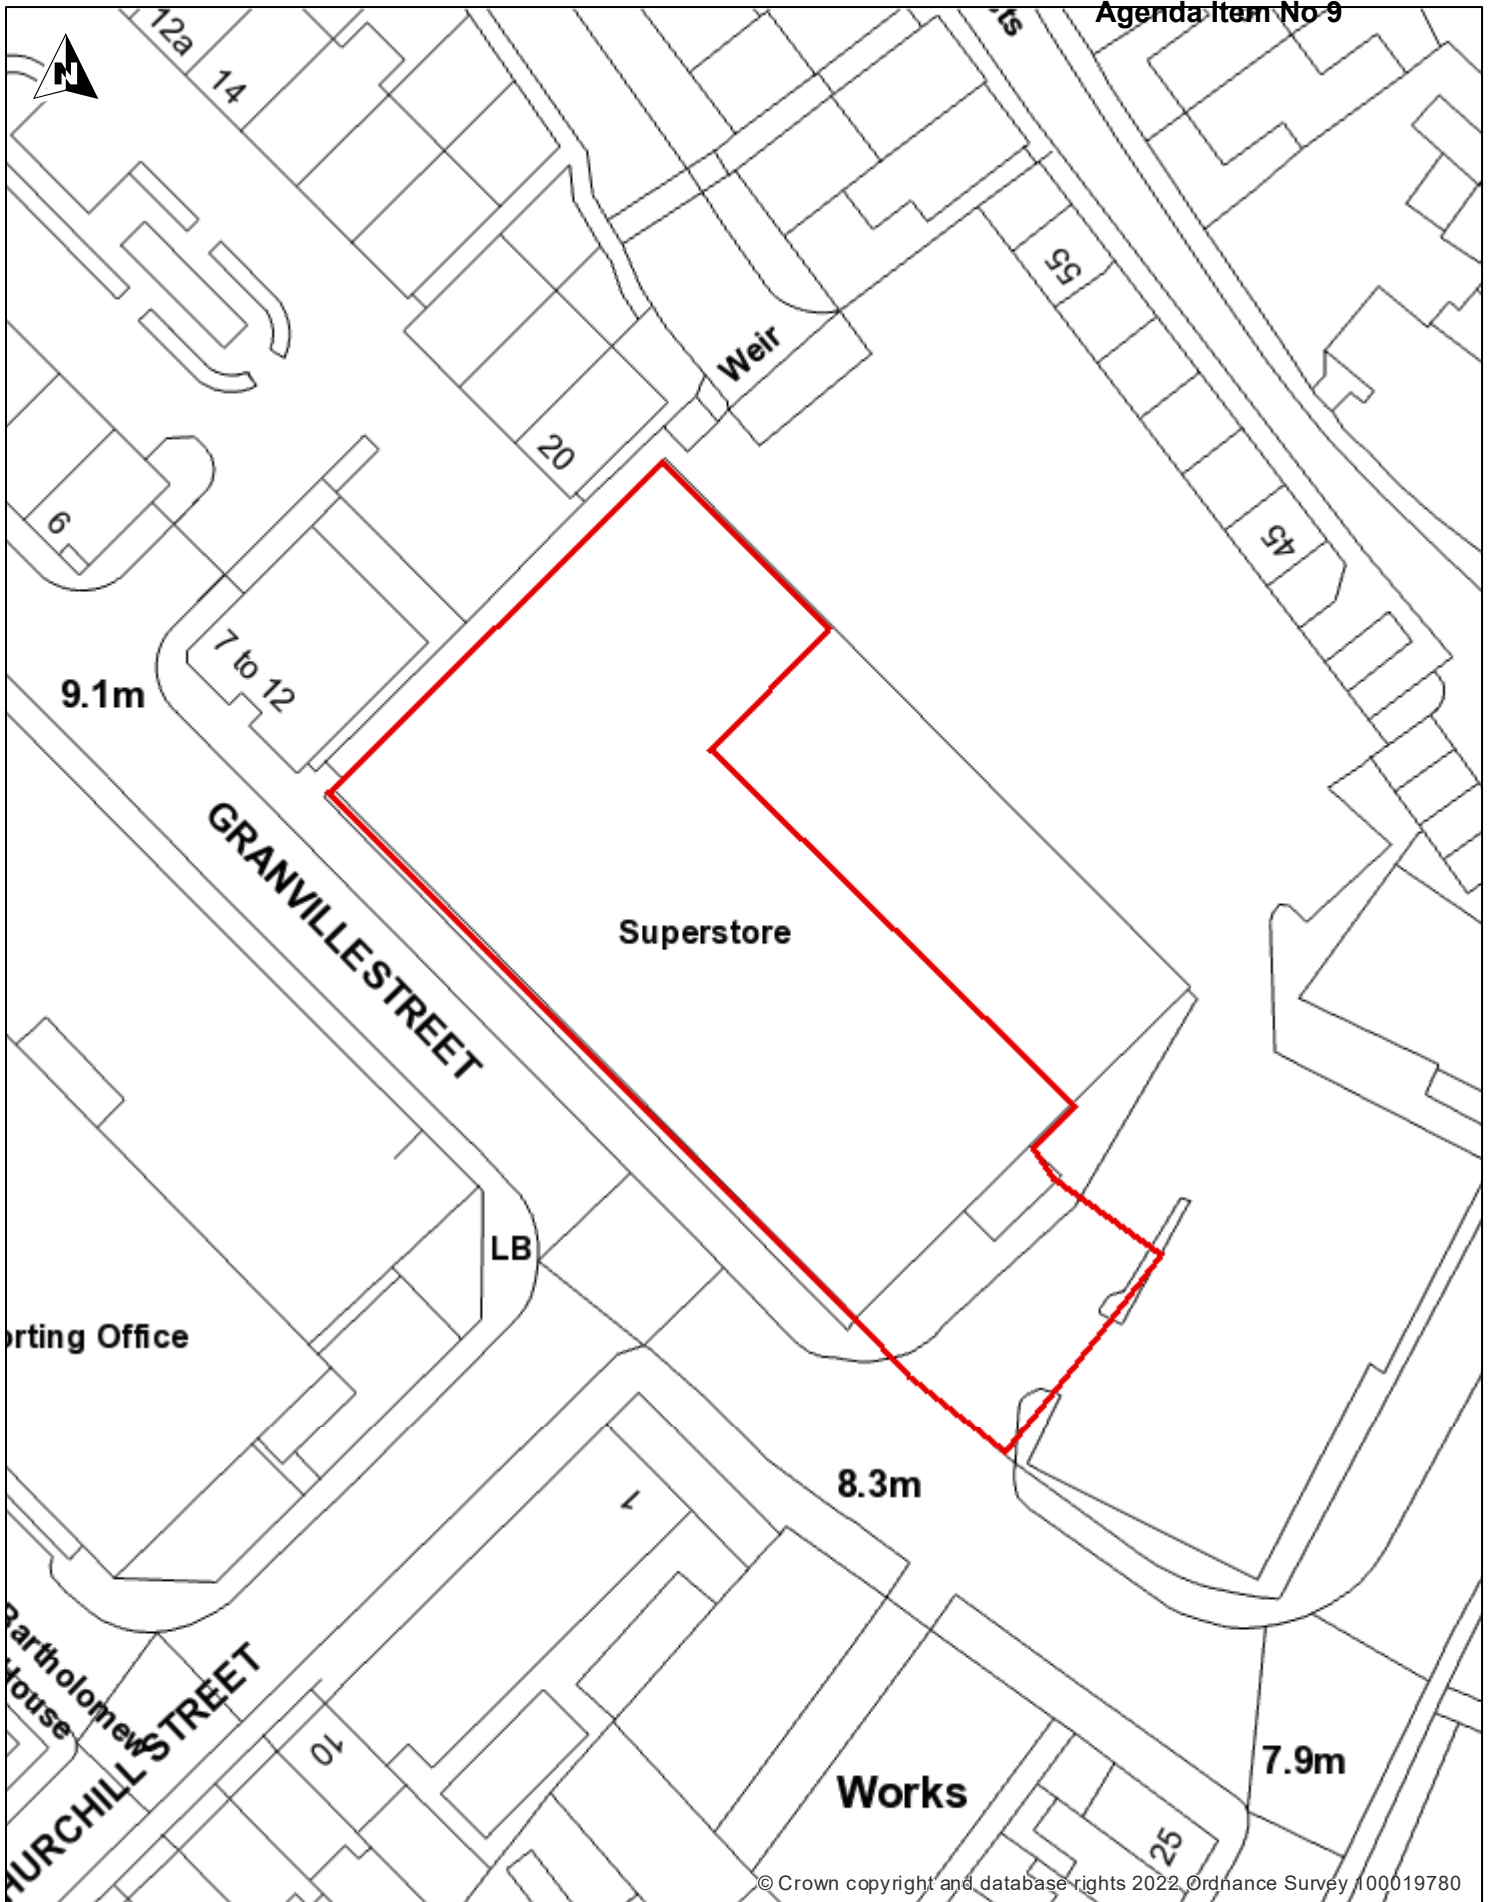 Agenda Item No 9
12a
14
N
55
Weir
20
6
45
7 to 12
9.1m
GRANVILLE STREET
Superstore
LB
orting Office
8.3m
1
Bartholomew
House
HURCHILL STREET
10
7.9m
Works
25
© Crown copyright and database rights 2022 Ordnance Survey 100019780